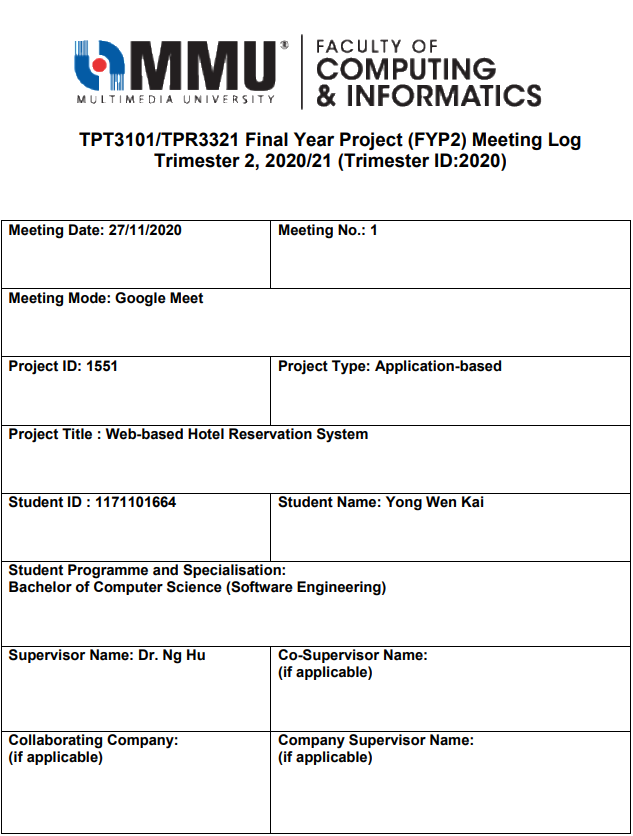 MMU®
MULTIMEDIA UNIVERSITY
FACULTY OF
COMPUTING
& INFORMATICS
TPT3101/TPR3321 Final Year Project (FYP2) Meeting Log
Trimester 2, 2020/21 (Trimester ID:2020)
Meeting Date: 27/11/2020
Meeting No.: 1
Meeting Mode: Google Meet
Project ID: 1551
Project Type: Application-based
Project Title : Web-based Hotel Reservation System
Student ID : 1171101664
Student Name: Yong Wen Kai
Student Programme and Specialisation:
Bachelor of Computer Science (Software Engineering)
Supervisor Name: Dr. Ng Hu
Co-Supervisor Name:
(if applicable)
Collaborating Company:
(if applicable)
Company Supervisor Name:
(if applicable)